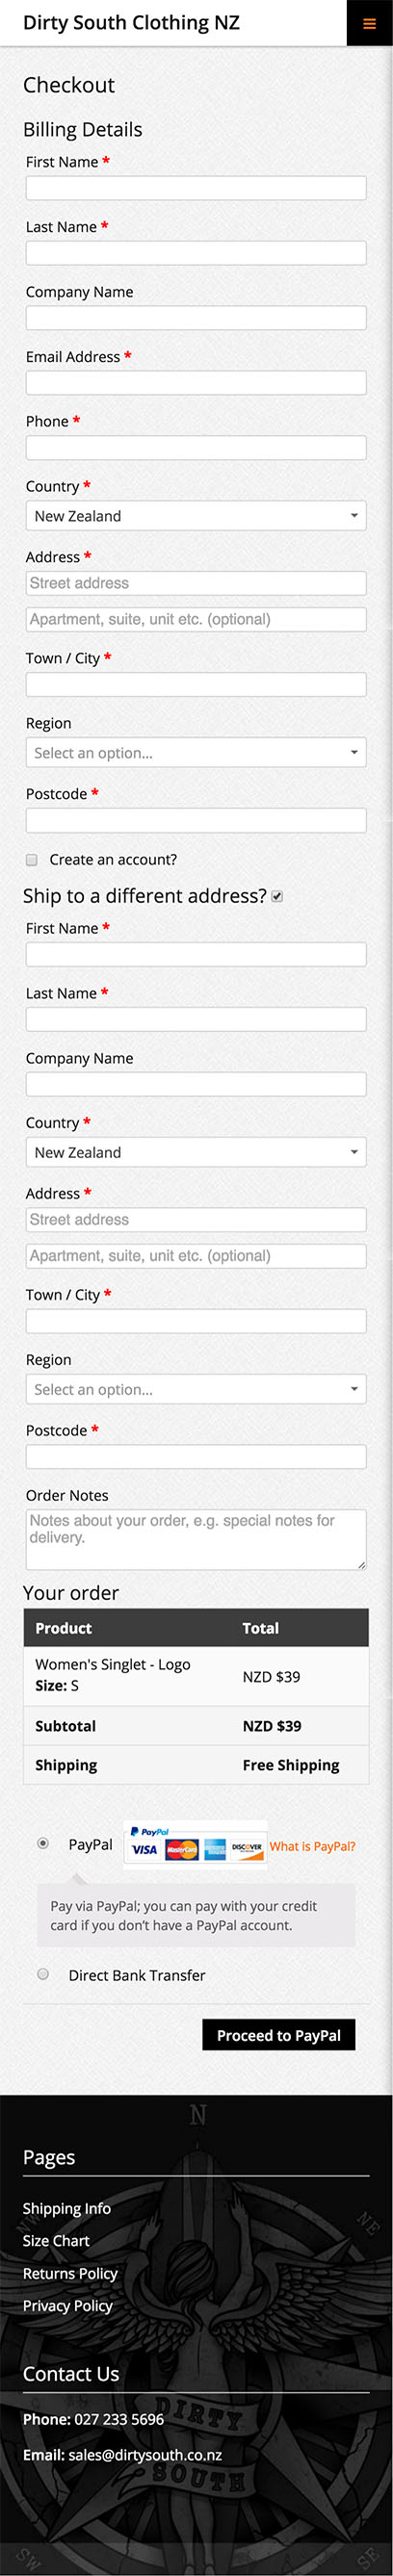 Dirty South Clothing NZ
Checkout
Billing Details
First Name *
Last Name *
Company Name
Email Address *
Phone *
Country *
New Zealand
Address *
Street address
Apartment, suite, unit etc. (optional)
Town / City *
Region
Select an option...
Postcode *
Create an account?
Ship to a different address?
First Name *
Last Name *
Company Name
Country *
New Zealand
Address *
Street address
Apartment, suite, unit etc. (optional)
Town / City *
Region
Select an option...
Postcode *
Order Notes
Notes about your order, e.g. special notes for
delivery.
Your order
Product Total
Women's Singlet - Logo
Size: S
NZD $39
Subtotal NZD $39
Shipping Free Shipping
PayPal
PayPal
VISA MasterCard AMERICAN EXPRESS DISCOVER
What is PayPal?
Pay via PayPal; you can pay with your credit
card if you don't have a PayPal account.
Direct Bank Transfer
Proceed to PayPal
N
Pages
Shipping Info
NW
NE
Size Chart
Returns Policy
Privacy Policy
Contact Us
Phone: 027 233 5696
DIRTY
Email: sales@dirtysouth.co.nz
SOUTH
SW
SE